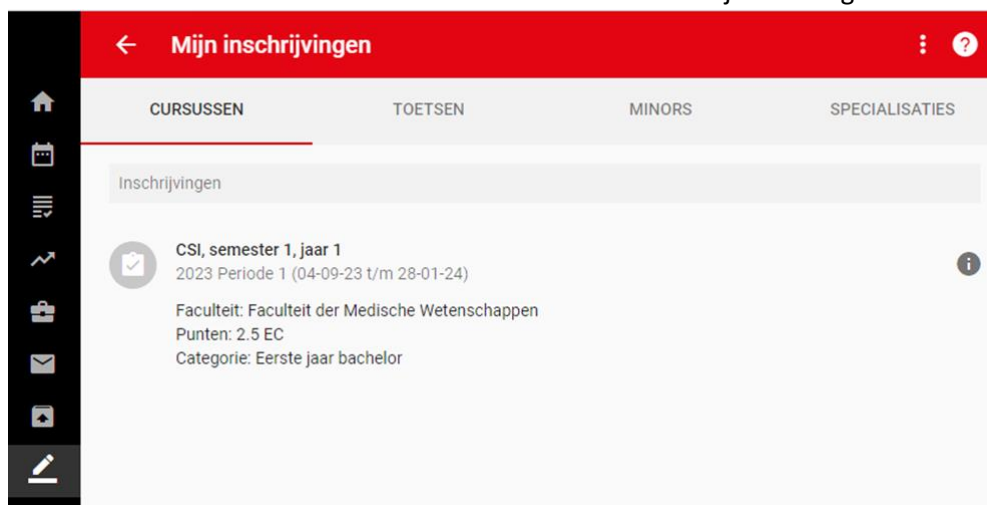 Mijn inschrijvingen
CURSUSSEN TOETSEN MINORS SPECIALISATIES
Inschrijvingen
CSI, semester 1, jaar 1
2023 Periode 1 (04-09-23 t/m 28-01-24)
Faculteit: Faculteit der Medische Wetenschappen
Punten: 2.5 EC
Categorie: Eerste jaar bachelor